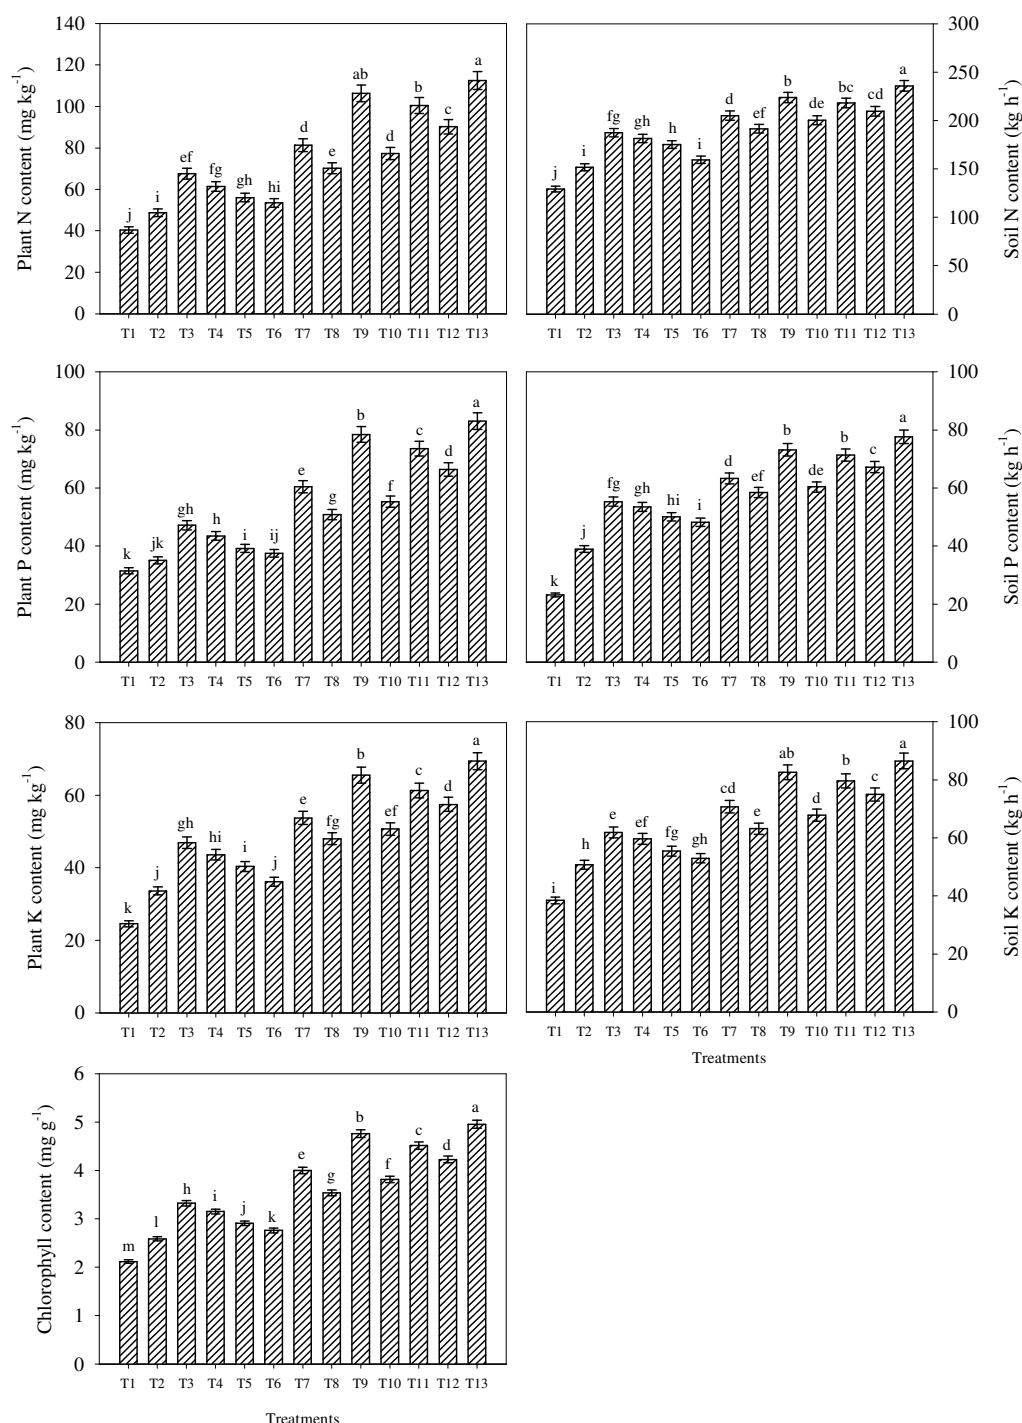 Plant N content (mg kg-1)
140
120
100
80
60
40
20
0
j i ef fg gh hi d e ab d b c a
T1 T2 T3 T4 T5 T6 T7 T8 T9 T10 T11 T12 T13
Soil N content (kg h-1)
300
250
200
150
100
50
0
j i fg gh h i d ef b de bc cd a
T1 T2 T3 T4 T5 T6 T7 T8 T9 T10 T11 T12 T13
Plant P content (mg kg-1)
100
80
60
40
20
0
k jk gh h i ij e g b f c d a
T1 T2 T3 T4 T5 T6 T7 T8 T9 T10 T11 T12 T13
Soil P content (kg h-1)
100
80
60
40
20
0
k j fg gh hi i d ef b de b c a
T1 T2 T3 T4 T5 T6 T7 T8 T9 T10 T11 T12 T13
Plant K content (mg kg-1)
80
60
40
20
0
k j gh hi i j e fg b ef c d a
T1 T2 T3 T4 T5 T6 T7 T8 T9 T10 T11 T12 T13
Soil K content (kg h-1)
100
80
60
40
20
0
i h e ef fg gh cd e ab d b c a
T1 T2 T3 T4 T5 T6 T7 T8 T9 T10 T11 T12 T13
Treatments
Chlorophyll content (mg g-1)
6
5
4
3
2
1
0
m l h i j k e g b f c d a
T1 T2 T3 T4 T5 T6 T7 T8 T9 T10 T11 T12 T13
Treatments